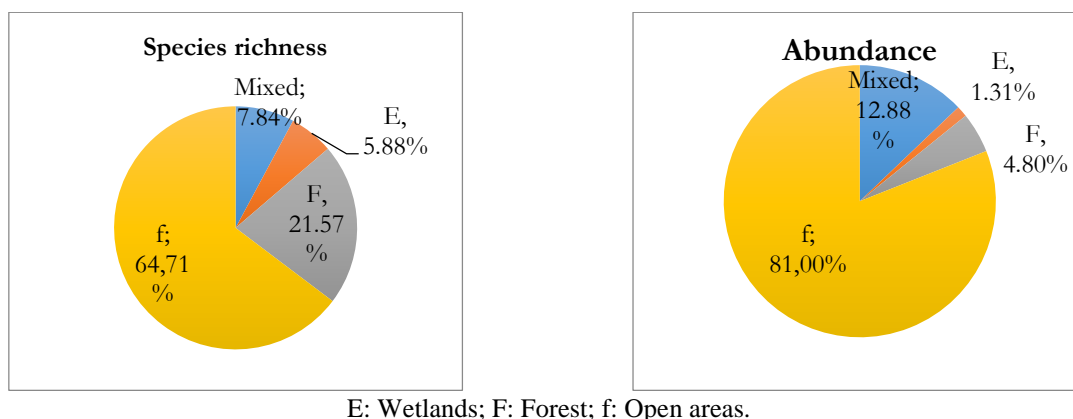 Species richness
Mixed;
7.84%
E,
5.88%
F,
21.57
%
f;
64,71
%
Abundance
Mixed;
12.88
%
E,
1.31%
F,
4.80%
f;
81,00%
E: Wetlands; F: Forest; f: Open areas.